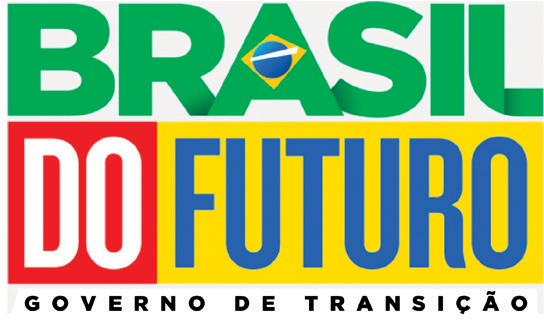 BRASIL
DO FUTURO
GOVERNO DE TRANSIÇÃO